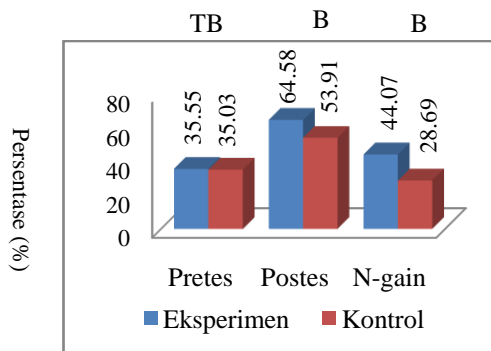 TB B B
35.55 35.03 64.58 53.91 44.07 28.69
Persentase (%)
80
60
40
20
0
Pretes Postes N-gain
Eksperimen Kontrol